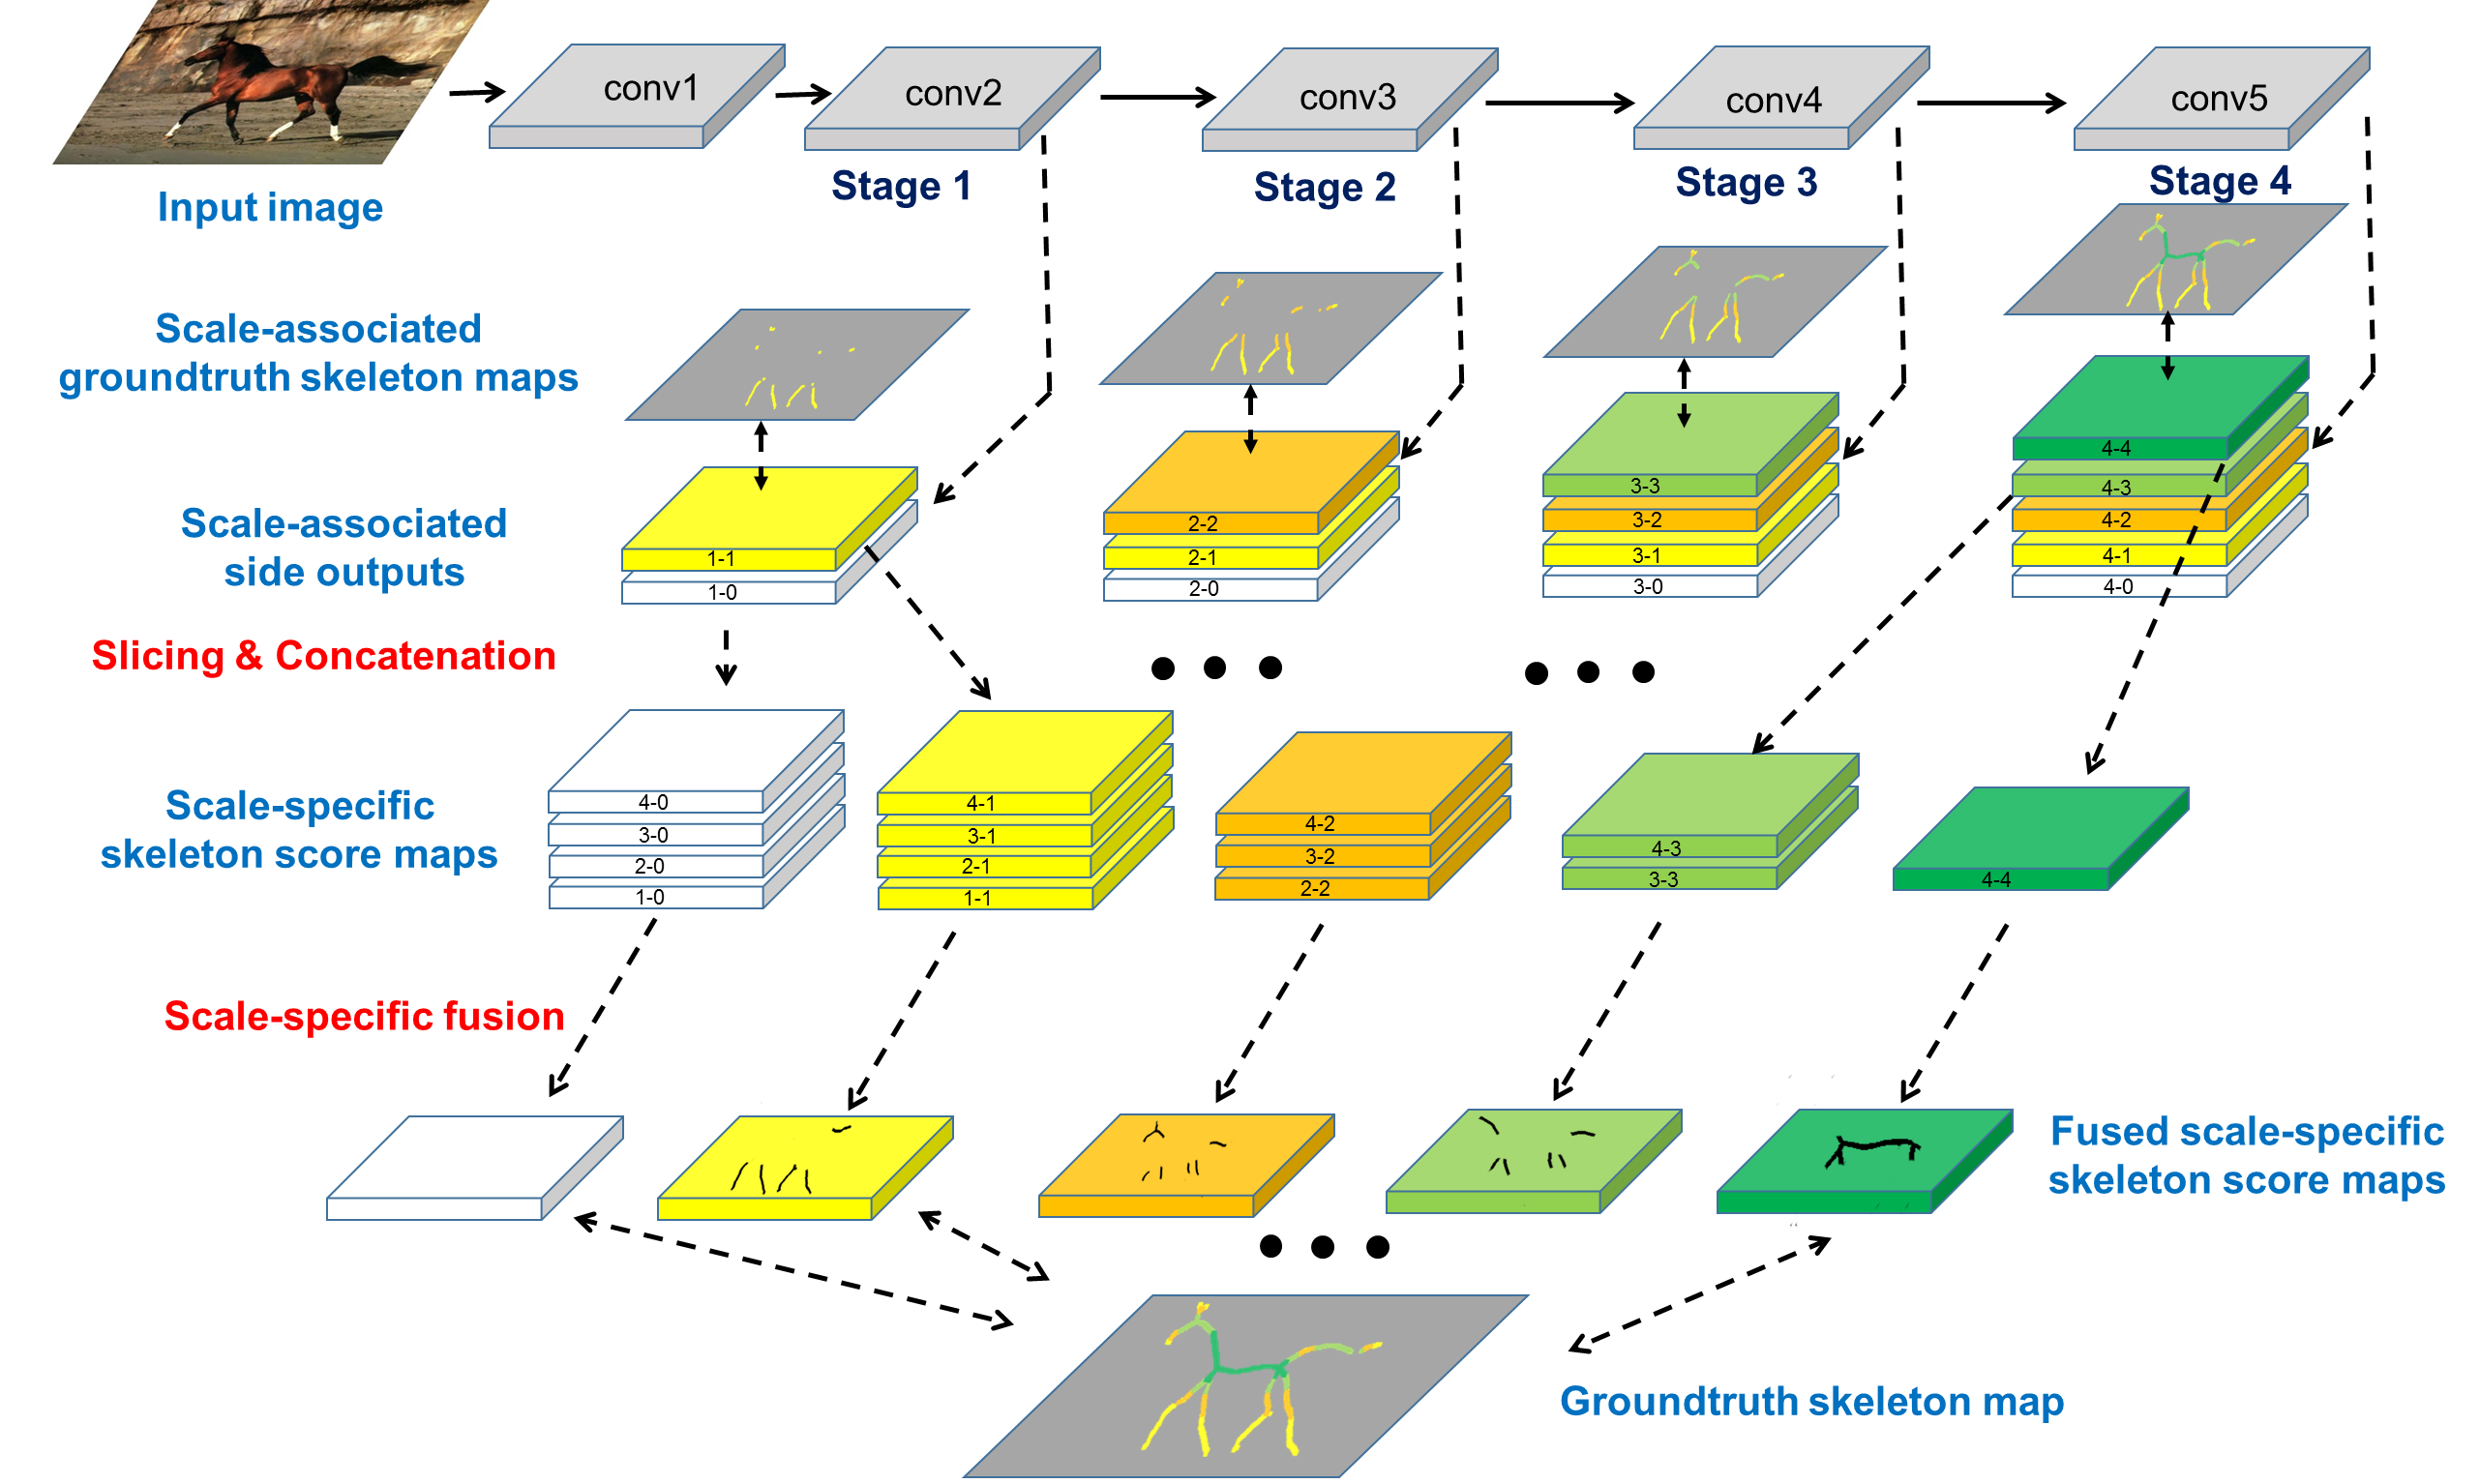 conv1
conv2
conv3
conv4
conv5
Stage 1
Stage 2
Stage 3
Stage 4
Input image
Scale-associated
groundtruth skeleton maps
Scale-associated
side outputs
1-1
1-0
2-2
2-1
2-0
3-3
3-2
3-1
3-0
4-4
4-3
4-2
4-1
4-0
Slicing & Concatenation
Scale-specific
skeleton score maps
4-0
3-0
2-0
1-0
4-1
3-1
2-1
1-1
4-2
3-2
2-2
4-3
3-3
4-4
Scale-specific fusion
Fused scale-specific
skeleton score maps
Groundtruth skeleton map